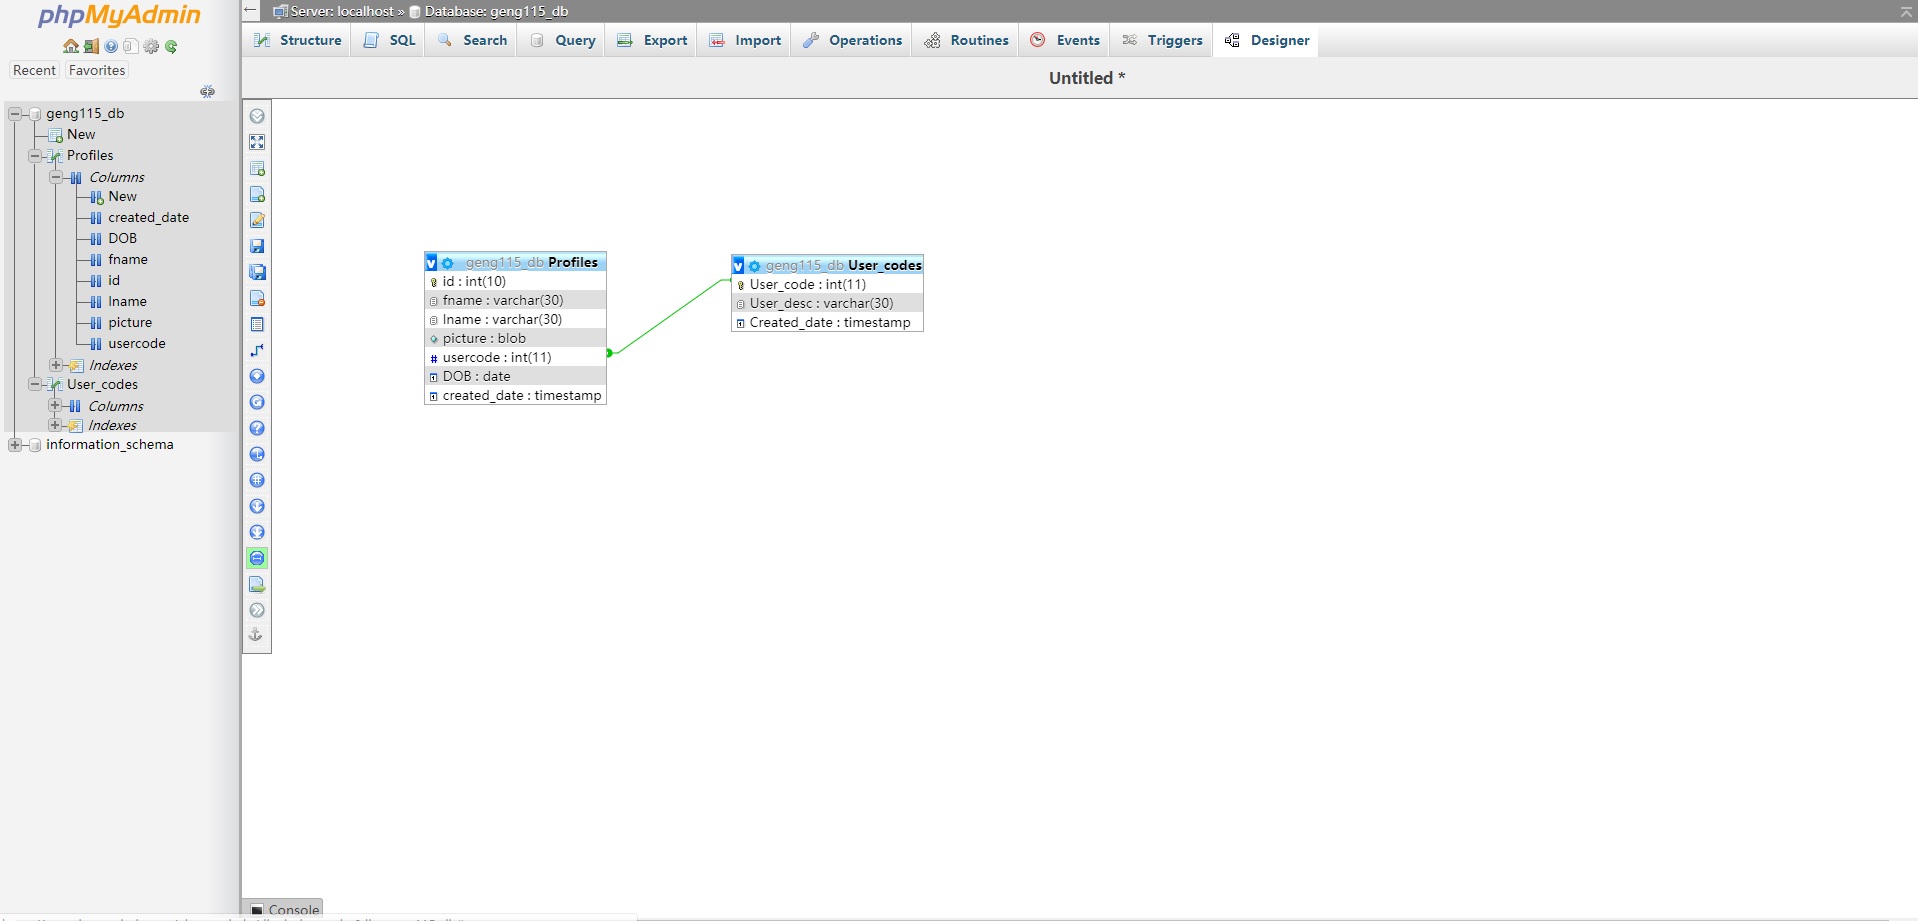 phpMyAdmin
Recent Favorites
geng115_db
New
Profiles
Columns
New
created_date
DOB
fname
id
lname
picture
usercode
Indexes
User_codes
Columns
Indexes
information_schema
Server: localhost » Database: geng115_db
Structure SQL Search Query Export Import Operations Routines Events Triggers Designer
Untitled *
v geng115_db Profiles
id : int(10)
fname : varchar(30)
lname : varchar(30)
picture : blob
# usercode : int(11)
DOB : date
created_date : timestamp
v geng115_db User_codes
User_code : int(11)
User_desc : varchar(30)
Created_date : timestamp
Console